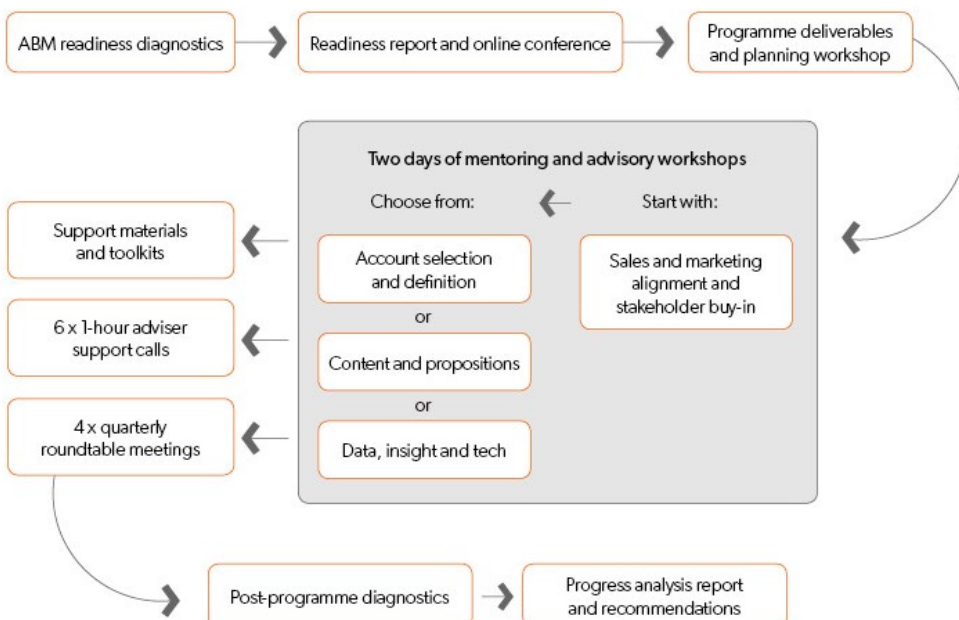 ABM readiness diagnostics
Readiness report and online conference
Programme deliverables
and planning workshop
Two days of mentoring and advisory workshops
Start with:
Sales and marketing
alignment and
stakeholder buy-in
Choose from:
Account selection
and definition
or
Content and propositions
or
Data, insight and tech
Support materials
and toolkits
6 x 1-hour adviser
support calls
4 x quarterly
roundtable meetings
Post-programme diagnostics
Progress analysis report
and recommendations